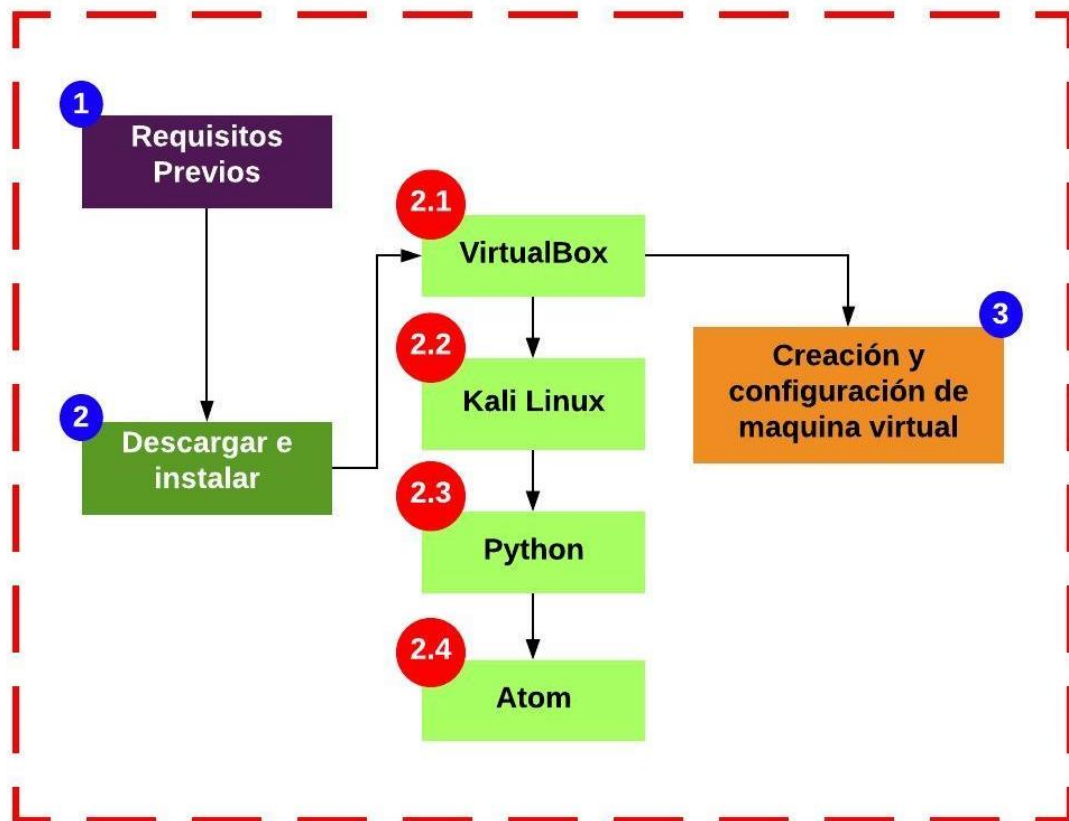 1
Requisitos
Previos
2
Descargar e
instalar
2.1
VirtualBox
2.2
Kali Linux
2.3
Python
2.4
Atom
3
Creación y
configuración de
maquina virtual